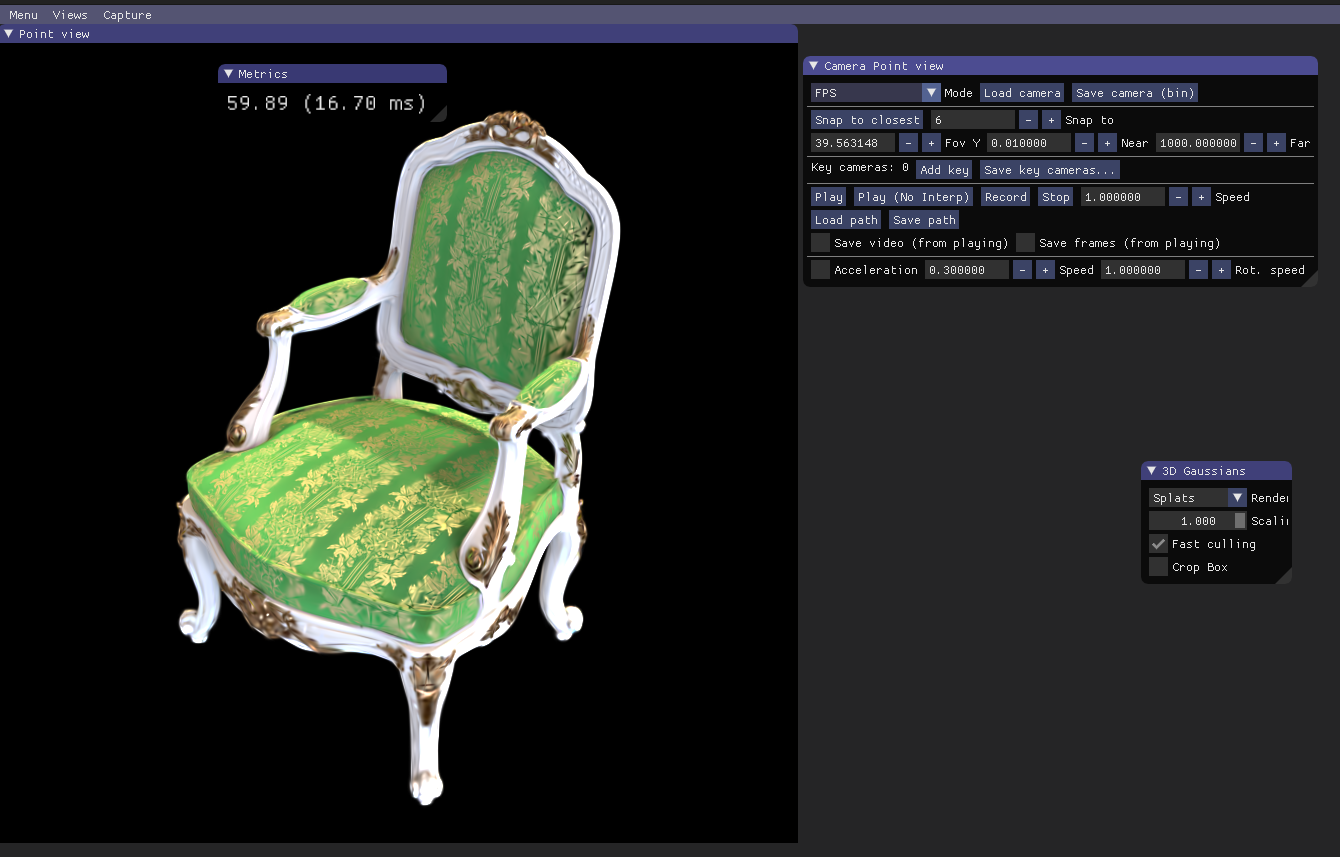 Menu Views Capture
Point view
Metrics
59.89 (16.70 ms)
Camera Point view
FPS Mode Load camera Save camera (bin)
Snap to closest 6 - + Snap to
39.563148 - + Fov Y 0.010000 - + Near 1000.000000 - + Far
Key cameras: 0 Add key Save key cameras...
Play Play (No Interp) Record Stop 1.000000 - + Speed
Load path Save path
Save video (from playing) Save frames (from playing)
Acceleration 0.300000 - + Speed 1.000000 - + Rot. speed
3D Gaussians
Splats Render
1.000 Scalin
Fast culling
Crop Box